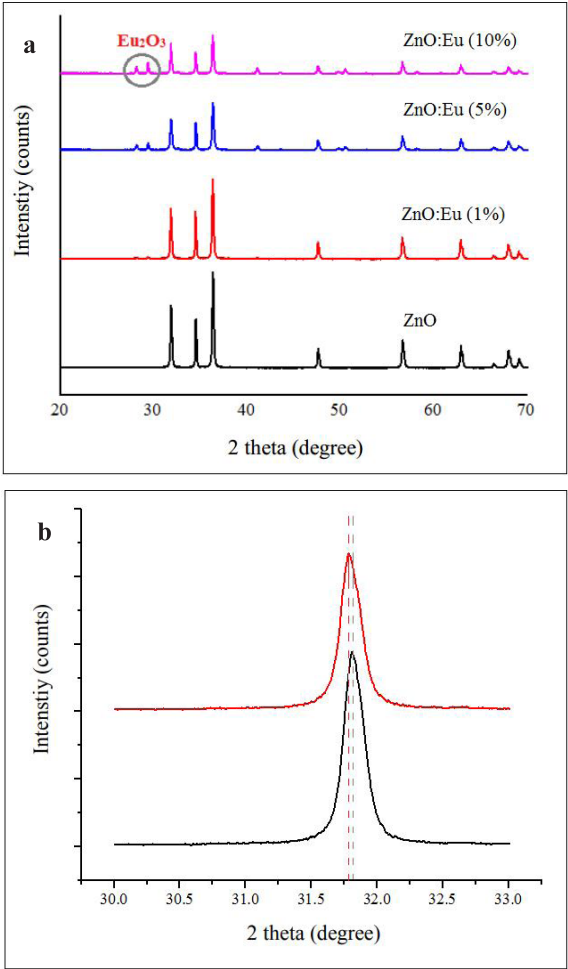 a
Eu₂O₃
ZnO:Eu (10%)
ZnO:Eu (5%)
ZnO:Eu (1%)
ZnO
Intenstiy (counts)
20 30 40 50 60 70
2 theta (degree)
b
Intenstiy (counts)
30.0 30.5 31.0 31.5 32.0 32.5 33.0
2 theta (degree)